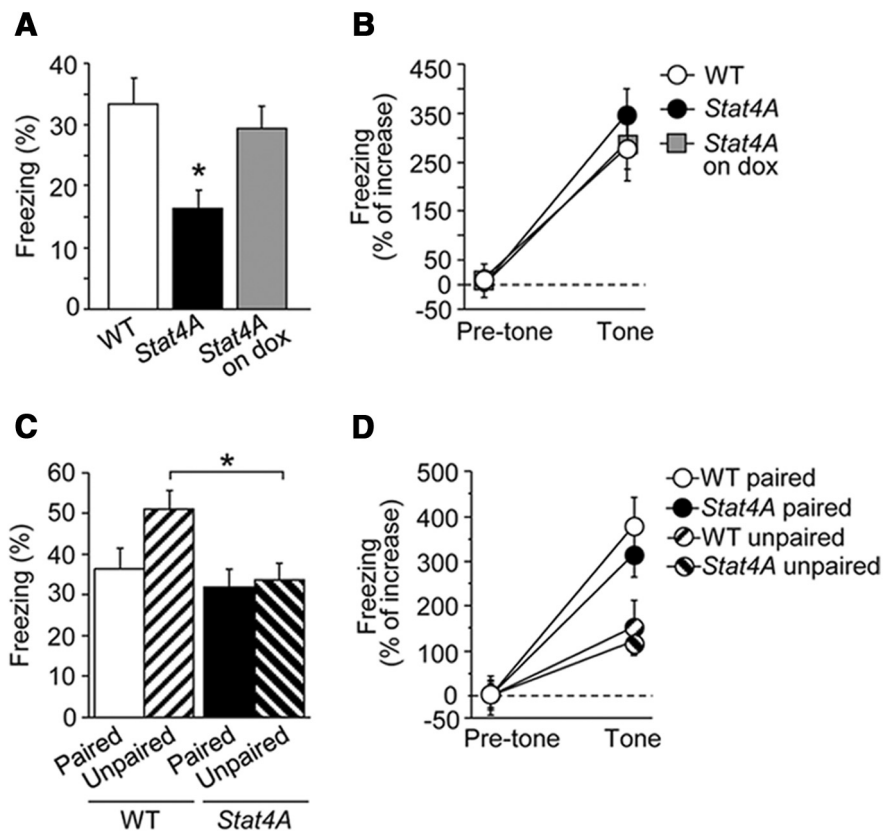 A
Freezing (%)
40
30
20
10
0
WT
Stat4A
Stat4A
on dox
B
Freezing
(% of increase)
450
350
250
150
50
0
-50
Pre-tone
Tone
WT
Stat4A
Stat4A
on dox
C
Freezing (%)
60
50
40
30
20
10
0
Paired
Unpaired
Paired
Unpaired
WT
Stat4A
*
*
D
Freezing
(% of increase)
500
400
300
200
100
0
-50
Pre-tone
Tone
WT paired
Stat4A paired
WT unpaired
Stat4A unpaired